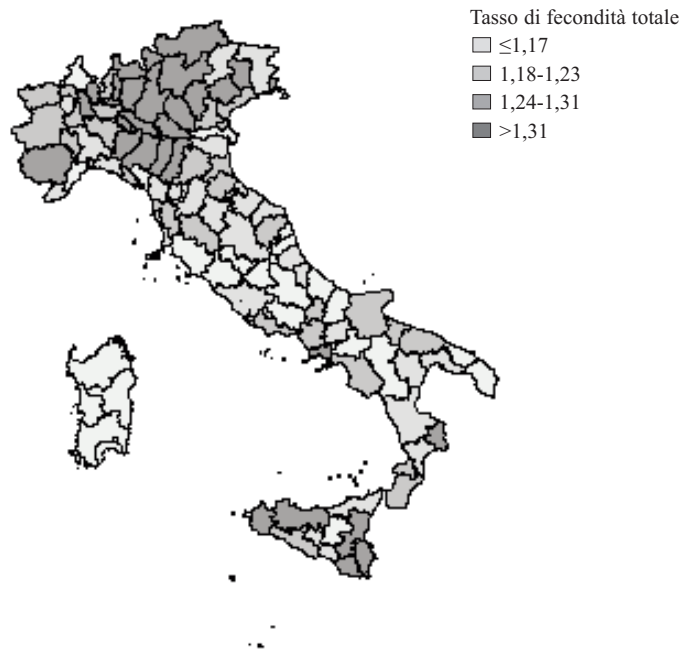 Tasso di fecondità totale
≤1,17
1,18-1,23
1,24-1,31
>1,31